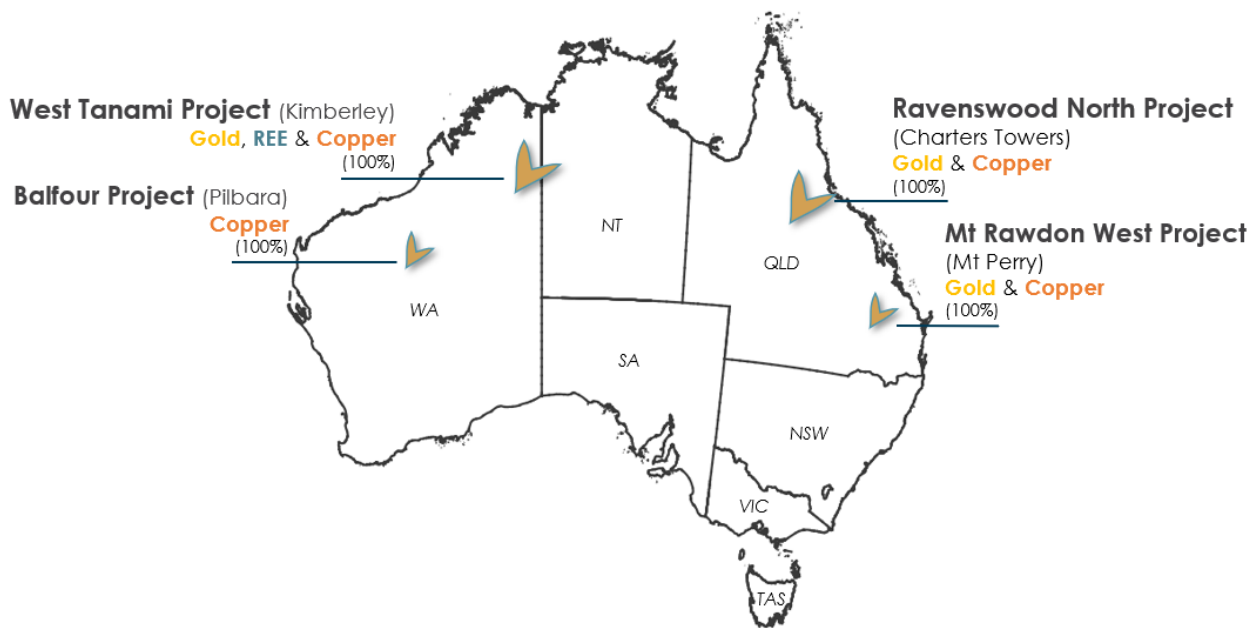 West Tanami Project (Kimberley)
Gold, REE & Copper
(100%)
Balfour Project (Pilbara)
Copper
(100%)
Ravenswood North Project
(Charters Towers)
Gold & Copper
(100%)
Mt Rawdon West Project
(Mt Perry)
Gold & Copper
(100%)
NT
QLD
WA
SA
NSW
VIC
TAS